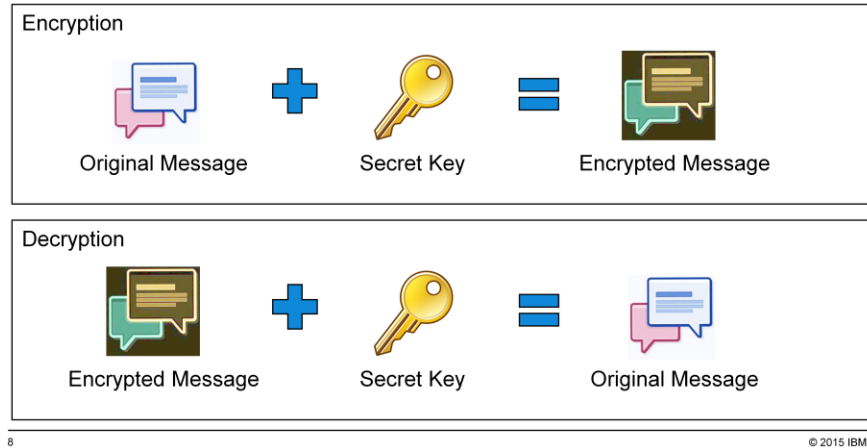 Encryption
Original Message Secret Key Encrypted Message
Decryption
Encrypted Message Secret Key Original Message
8 © 2015 IBM